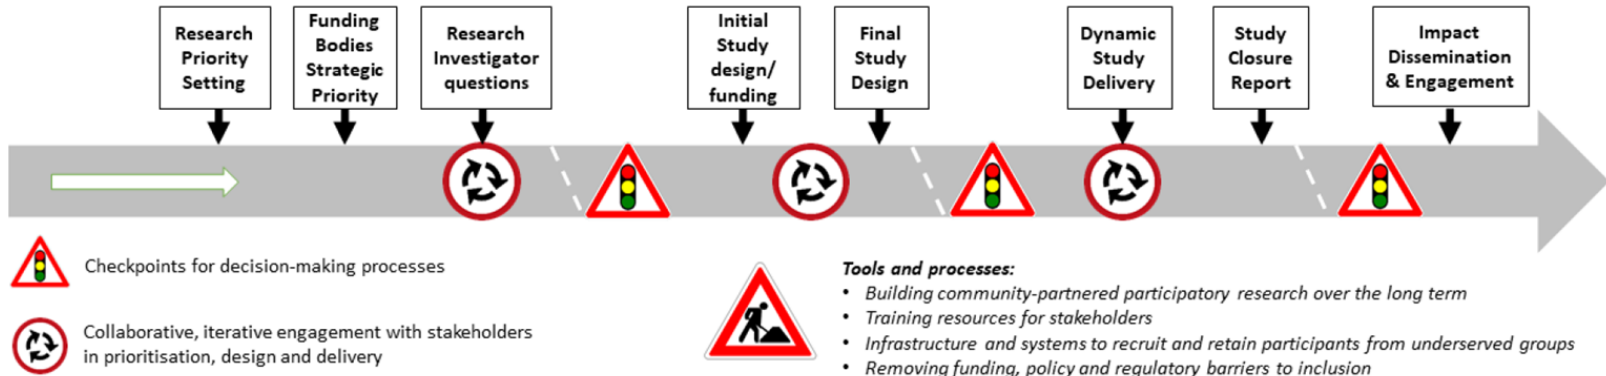 Research
Priority
Setting
Funding
Bodies
Strategic
Priority
Research
Investigator
questions
Initial
Study
design/
funding
Final
Study
Design
Dynamic
Study
Delivery
Study
Closure
Report
Impact
Dissemination
& Engagement
Checkpoints for decision-making processes
Collaborative, iterative engagement with stakeholders
in prioritisation, design and delivery
Tools and processes:
• Building community-partnered participatory research over the long term
• Training resources for stakeholders
• Infrastructure and systems to recruit and retain participants from underserved groups
• Removing funding, policy and regulatory barriers to inclusion